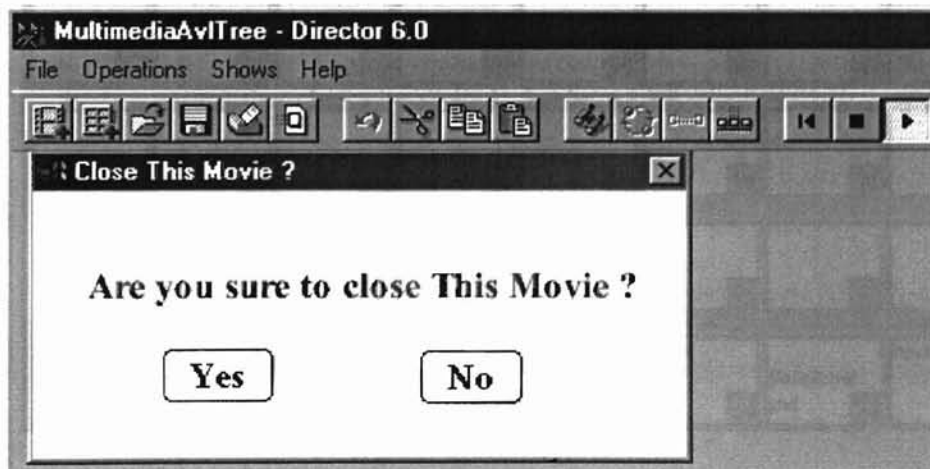 MultimediaAvlTree - Director 6.0
File Operations Shows Help
Close This Movie ?
Are you sure to close This Movie ?
Yes No